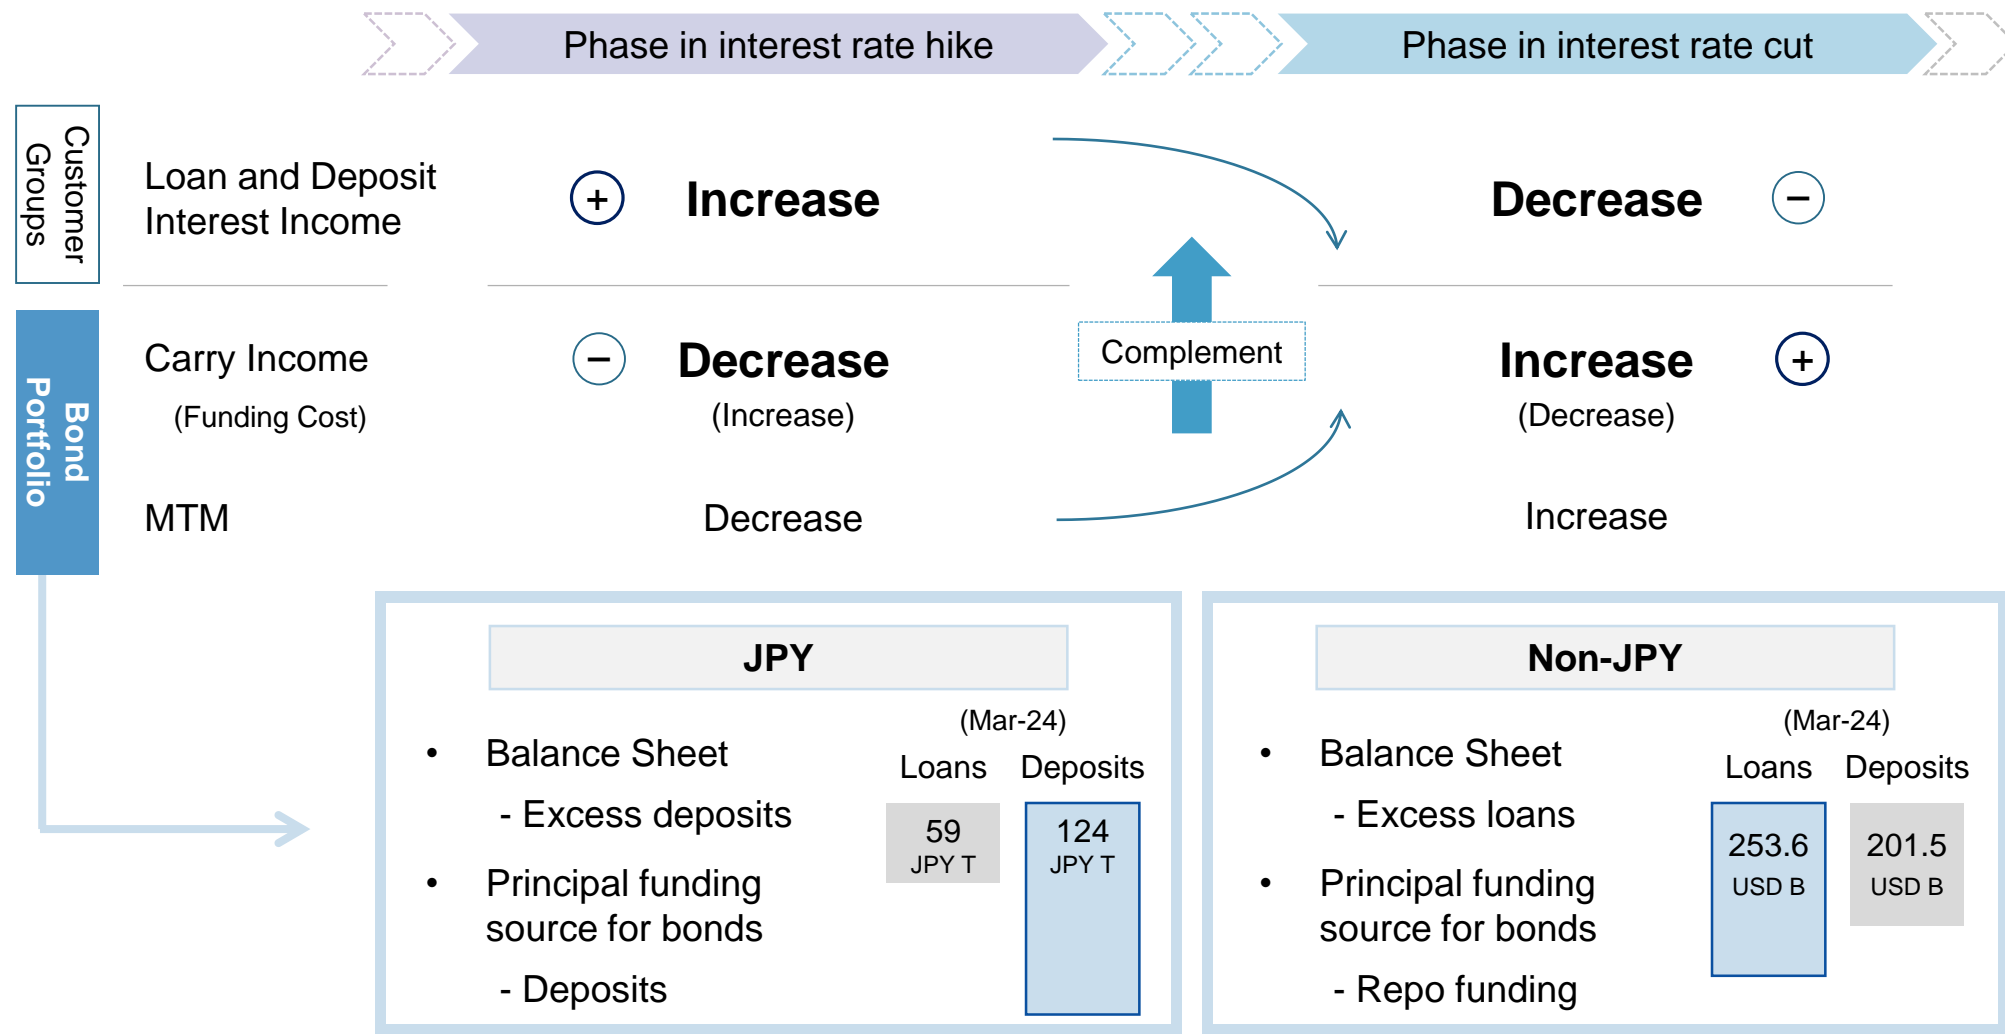 Phase in interest rate hike
Phase in interest rate cut
Customer
Groups
Loan and Deposit
Interest Income
+
Increase
Decrease
−
Bond
Portfolio
Carry Income
(Funding Cost)
−
Decrease
(Increase)
Complement
Increase
(Decrease)
+
MTM
Decrease
Increase
JPY
(Mar-24)
• Balance Sheet
- Excess deposits
• Principal funding
source for bonds
- Deposits
Loans Deposits
59
JPY T
124
JPY T
Non-JPY
(Mar-24)
• Balance Sheet
- Excess loans
• Principal funding
source for bonds
- Repo funding
Loans Deposits
253.6
USD B
201.5
USD B